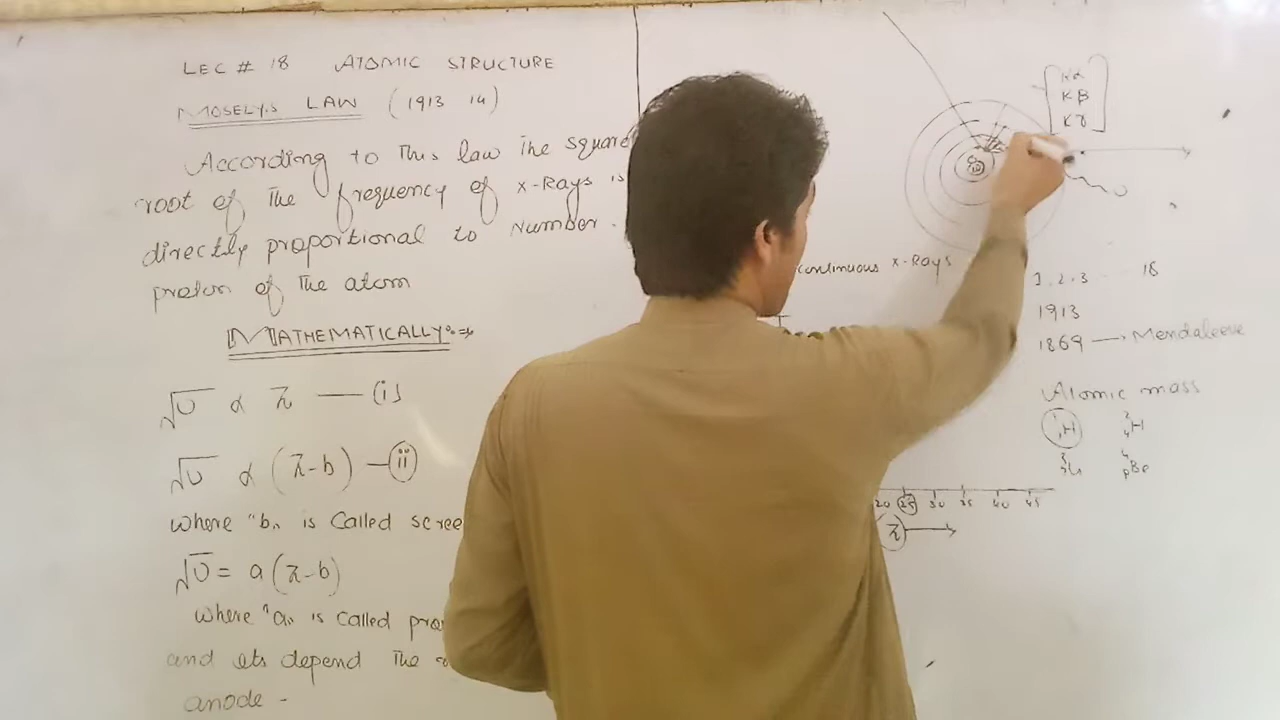 LEC # 18 ATOMIC STRUCTURE
MOSELY,S LAW (1913 14)
According to This law The square
root of The frequency of X-Rays is
directly proportional to Number.
proton of The atom
MATHEMATICALLY
√υ α Z — (i)
√υ α (Z-b) — (ii)
where "b" is Called scree
√υ = a(Z-b)
where "a" is Called pro
and its depend The
anode -
Kα
Kβ
Kγ
υ
continuous X-Rays
1, 2, 3 18
1913
1869 → Mendaleeve
Atomic mass
20 25 30 35 40 45
Z →